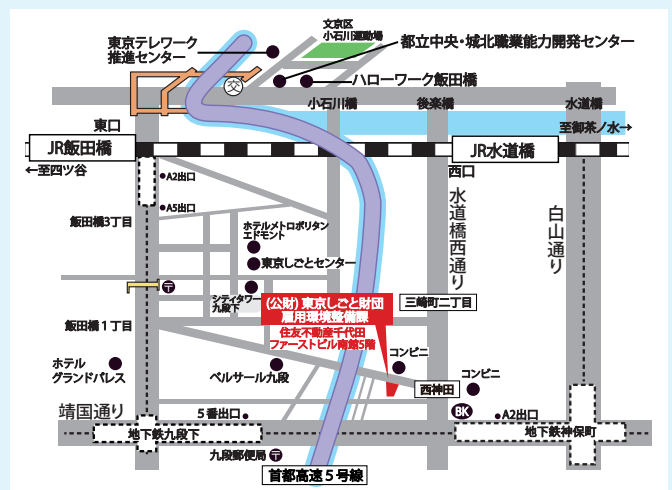 文京区
小石川運動場
東京テレワーク
推進センター
都立中央・城北職業能力開発センター
交
ハローワーク飯田橋
小石川橋
後楽橋
水道橋
東口
至御茶ノ水→
JR飯田橋
JR水道橋
←至四ツ谷
西口
A2出口
A5出口
水道橋西通り
白山通り
飯田橋3丁目
ホテルメトロポリタン
エドモント
東京しごとセンター
〒
シティタワー
九段下
(公財)東京しごと財団
雇用環境整備課
三崎町二丁目
飯田橋1丁目
住友不動産千代田
ファーストビル南館5階
コンビニ
ホテル
グランドパレス
ベルサール九段
コンビニ
西神田
靖国通り
5番出口
BK
A2出口
地下鉄九段下
地下鉄神保町
九段郵便局 〒
首都高速5号線